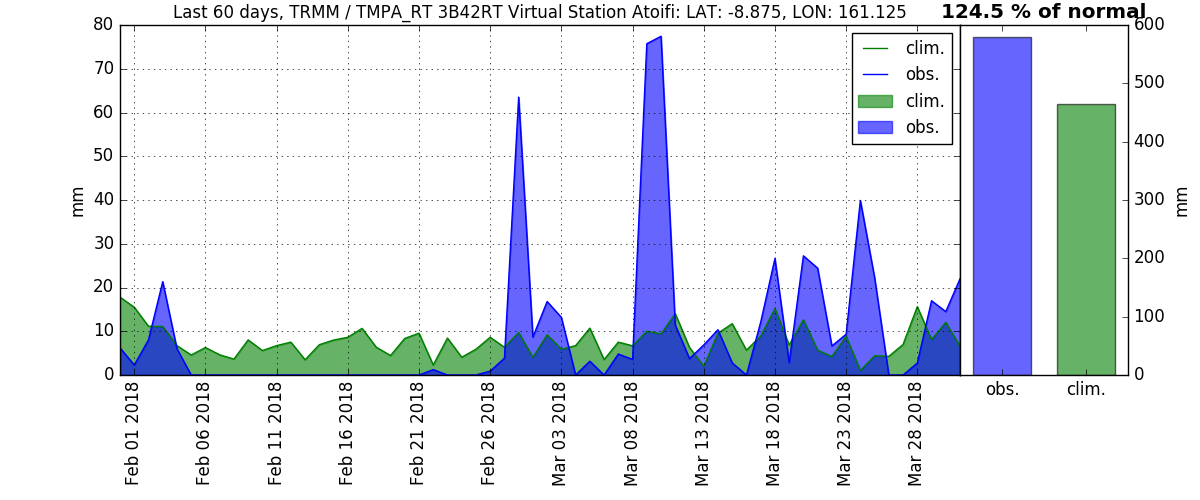 Last 60 days, TRMM / TMPA_RT 3B42RT Virtual Station Atoifi: LAT: -8.875, LON: 161.125
124.5 % of normal
80
70
60
50
40
30
20
10
0
mm
clim.
obs.
clim.
obs.
600
500
400
300
200
100
0
mm
obs.
clim.
Feb 01 2018
Feb 06 2018
Feb 11 2018
Feb 16 2018
Feb 21 2018
Feb 26 2018
Mar 03 2018
Mar 08 2018
Mar 13 2018
Mar 18 2018
Mar 23 2018
Mar 28 2018